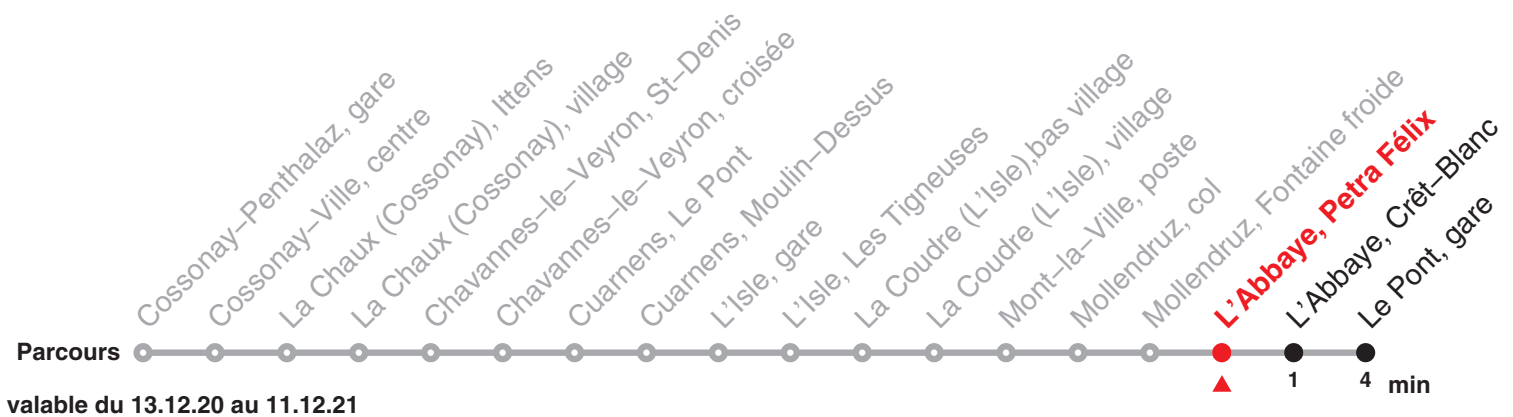 Cossonay–Penthalaz, gare
Cossonay–Ville, centre
La Chaux (Cossonay), Ittens
La Chaux (Cossonay), village
Chavannes–le–Veyron, St–Denis
Chavannes–le–Veyron, croisée
Cuarnens, Le Pont
Cuarnens, Moulin–Dessus
L'Isle, gare
L'Isle, Les Tigneuses
La Coudre (L'Isle),bas village
La Coudre (L'Isle), village
Mont–la–Ville, poste
Mollendruz, col
Mollendruz, Fontaine froide
L'Abbaye, Petra Félix
L'Abbaye, Crêt–Blanc
Le Pont, gare
Parcours
1 4 min
valable du 13.12.20 au 11.12.21